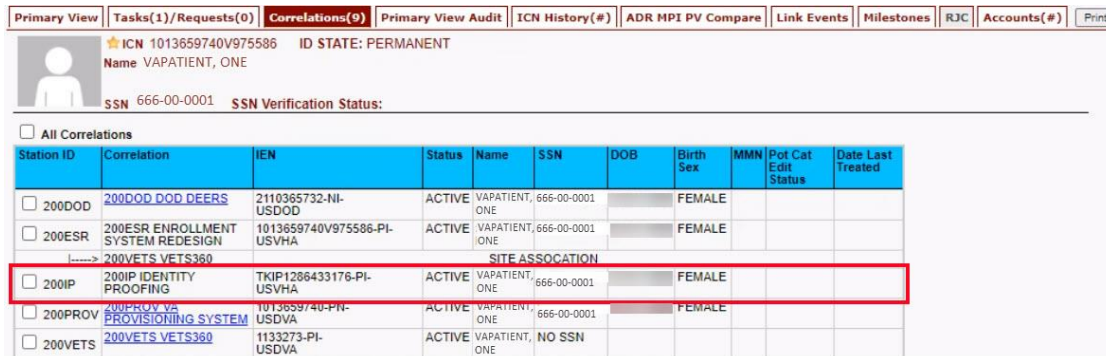 Primary View Tasks(1)/Requests(0) Correlations(9) Primary View Audit ICN History(#) ADR MPI PV Compare Link Events Milestones RJC Accounts(#) Print
ICN 1013659740V975586 ID STATE: PERMANENT
Name VAPATIENT, ONE
SSN 666-00-0001 SSN Verification Status:
All Correlations
Station ID Correlation IEN Status Name SSN DOB Birth Sex MMN Pot Cat Edit Status Date Last Treated
200DOD 200DOD DOD DEERS 2110365732-NI-USDOD ACTIVE VAPATIENT, ONE 666-00-0001 FEMALE
200ESR 200ESR ENROLLMENT SYSTEM REDESIGN 1013659740V975586-PI-USVHA ACTIVE VAPATIENT, ONE 666-00-0001 FEMALE
|-----> 200VETS VETS360 SITE ASSOCATION
200IP 200IP IDENTITY PROOFING TKIP1286433176-PI-USVHA ACTIVE VAPATIENT, ONE 666-00-0001 FEMALE
200PROV 200PROV VA PROVISIONING SYSTEM 1013659740-PN-USDVA ACTIVE VAPATIENT, ONE 666-00-0001 FEMALE
200VETS 200VETS VETS360 1133273-PI-USDVA ACTIVE VAPATIENT, ONE NO SSN